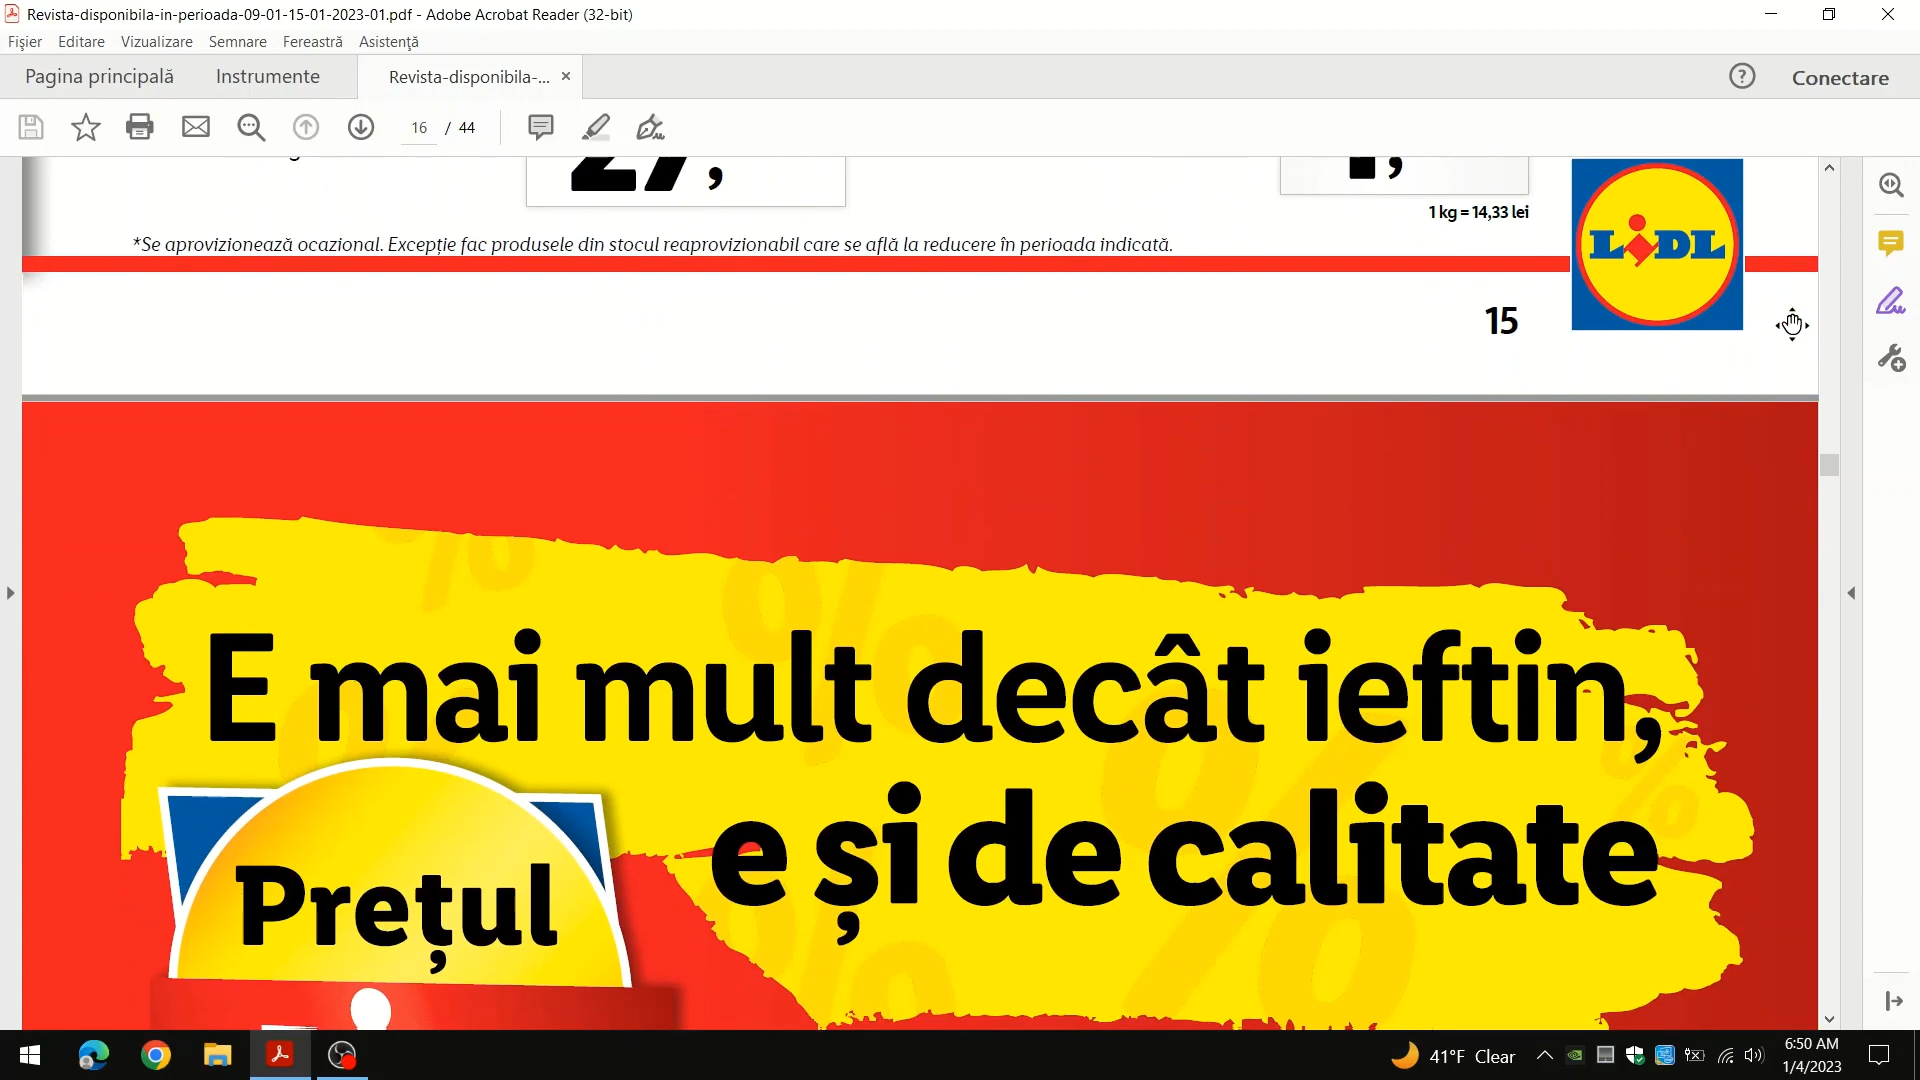 Revista-disponibila-in-perioada-09-01-15-01-2023-01.pdf - Adobe Acrobat Reader (32-bit)
Fișier Editare Vizualizare Semnare Fereastră Asistență
Pagina principală Instrumente Revista-disponibila-... × Conectare
16 / 44
1 kg = 14,33 lei
*Se aprovizionează ocazional. Excepție fac produsele din stocul reaprovizionabil care se află la reducere în perioada indicată.
LiDL
15
E mai mult decât ieftin,
e și de calitate
Prețul
41°F Clear
6:50 AM
1/4/2023